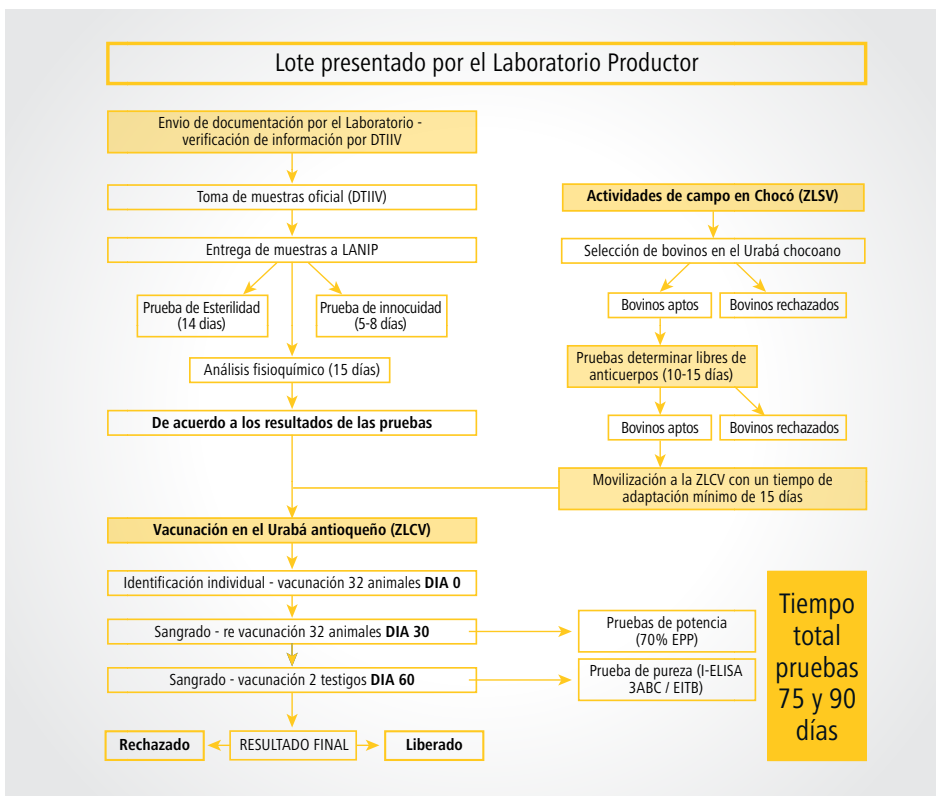 Lote presentado por el Laboratorio Productor
Envio de documentación por el Laboratorio -
verificación de información por DTIIV
Toma de muestras oficial (DTIIV)
Entrega de muestras a LANIP
Prueba de Esterilidad
(14 dias)
Prueba de innocuidad
(5-8 días)
Análisis fisioquímico (15 días)
De acuerdo a los resultados de las pruebas
Actividades de campo en Chocó (ZLSV)
Selección de bovinos en el Urabá chocoano
Bovinos aptos
Bovinos rechazados
Pruebas determinar libres de
anticuerpos (10-15 días)
Bovinos aptos
Bovinos rechazados
Movilización a la ZLCV con un tiempo de
adaptación mínimo de 15 días
Vacunación en el Urabá antioqueño (ZLCV)
Identificación individual - vacunación 32 animales DIA 0
Sangrado - re vacunación 32 animales DIA 30
Pruebas de potencia
(70% EPP)
Sangrado - vacunación 2 testigos DIA 60
Prueba de pureza (I-ELISA
3ABC / EITB)
Rechazado
RESULTADO FINAL
Liberado
Tiempo
total
pruebas
75 y 90
días